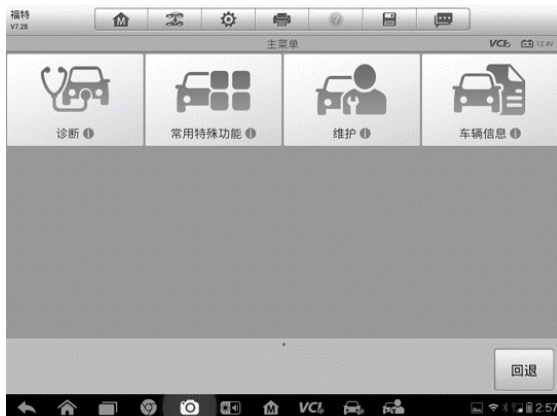 福特
V7.28
主菜单
VCI
12.4V
诊断
常用特殊功能
维护
车辆信息
回退
VCI
2:57